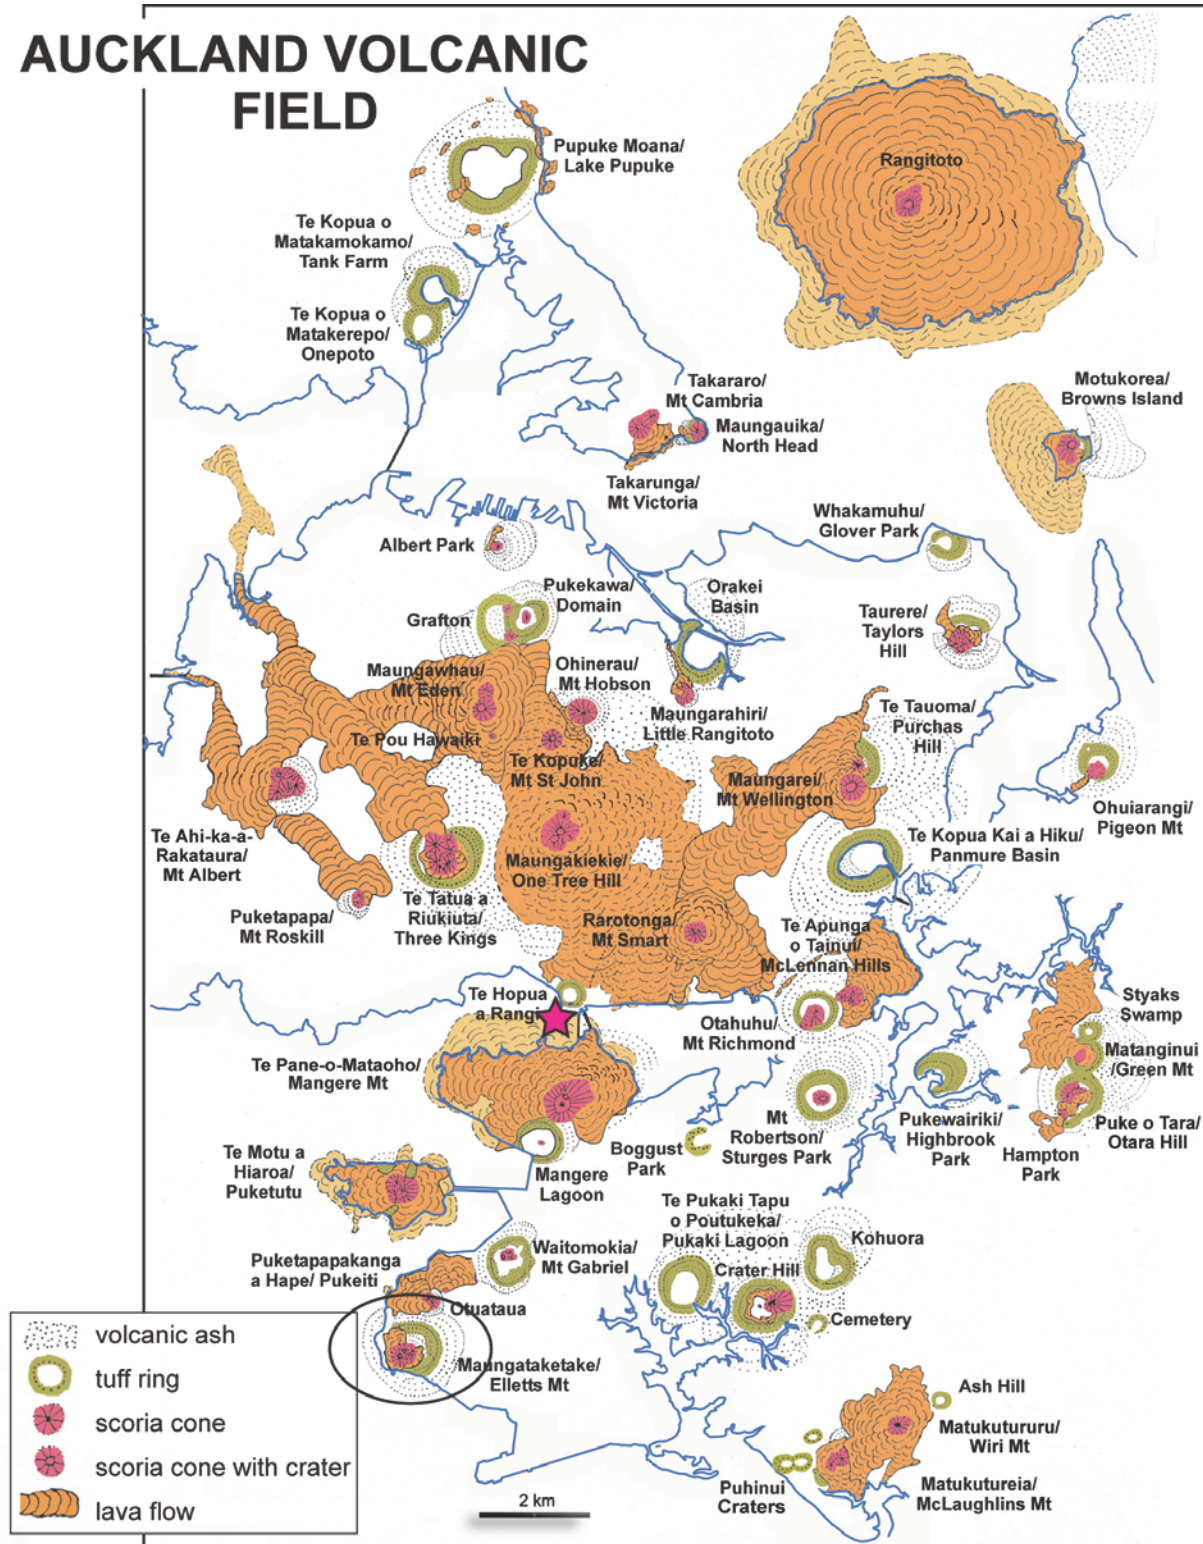 AUCKLAND VOLCANIC
FIELD
Pupuke Moana/
Lake Pupuke
Rangitoto
Te Kopua o
Matakamokamo/
Tank Farm
Te Kopua o
Matakerepo/
Onepoto
Takararo/
Mt Cambria
Maungauika/
North Head
Takarunga/
Mt Victoria
Motukorea/
Browns Island
Whakamuhu/
Glover Park
Albert Park
Pukekawa/
Domain
Orakei
Basin
Grafton
Taurere/
Taylors
Hill
Maungawhau/
Mt Eden
Ohinerau/
Mt Hobson
Maungarahiri/
Little Rangitoto
Te Tauoma/
Purchas
Hill
Te Pou Hawaiki
Te Kopuke/
Mt St John
Maungarei/
Mt Wellington
Ohuiarangi/
Pigeon Mt
Te Ahi-ka-a-
Rakataura/
Mt Albert
Te Kopua Kai a Hiku/
Panmure Basin
Maungakiekie/
One Tree Hill
Puketapapa/
Mt Roskill
Te Tatua a
Riukiuta/
Three Kings
Rarotonga/
Mt Smart
Te Apunga
o Tainui/
McLennan Hills
Te Hopua
a Rangi
Otahuhu/
Mt Richmond
Styaks
Swamp
Matanginui
/Green Mt
Te Pane-o-Mataoho/
Mangere Mt
Mt
Robertson/
Sturges Park
Pukewairiki/
Highbrook
Park
Puke o Tara/
Otara Hill
Hampton
Park
Boggust
Park
Te Motu a
Hiaroa/
Puketutu
Mangere
Lagoon
Te Pukaki Tapu
o Poutukeka/
Pukaki Lagoon
Kohuora
Waitomokia/
Mt Gabriel
Puketapapakanga
a Hape/ Pukeiti
Crater Hill
Otuataua
Cemetery
Maungataketake/
Elletts Mt
Ash Hill
Matukutururu/
Wiri Mt
Puhinui
Craters
Matukutureia/
McLaughlins Mt
volcanic ash
tuff ring
scoria cone
scoria cone with crater
lava flow
2 km